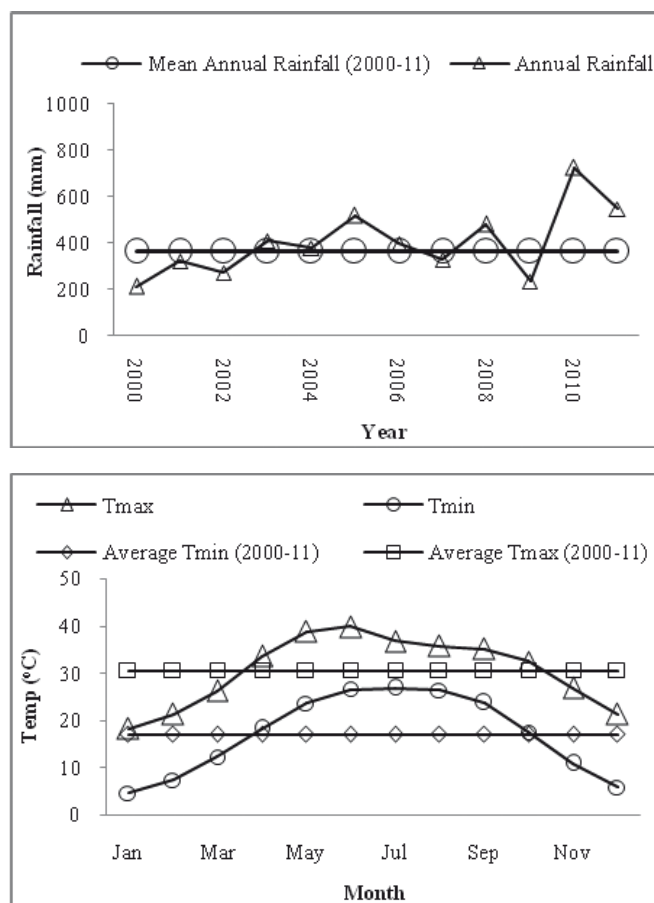 Mean Annual Rainfall (2000-11) Annual Rainfall
1000
800
600
400
200
0
Rainfall (mm)
2000 2002 2004 2006 2008 2010
Year
Tmax Tmin
Average Tmin (2000-11) Average Tmax (2000-11)
50
40
30
20
10
0
Temp (ºC)
Jan Mar May Jul Sep Nov
Month